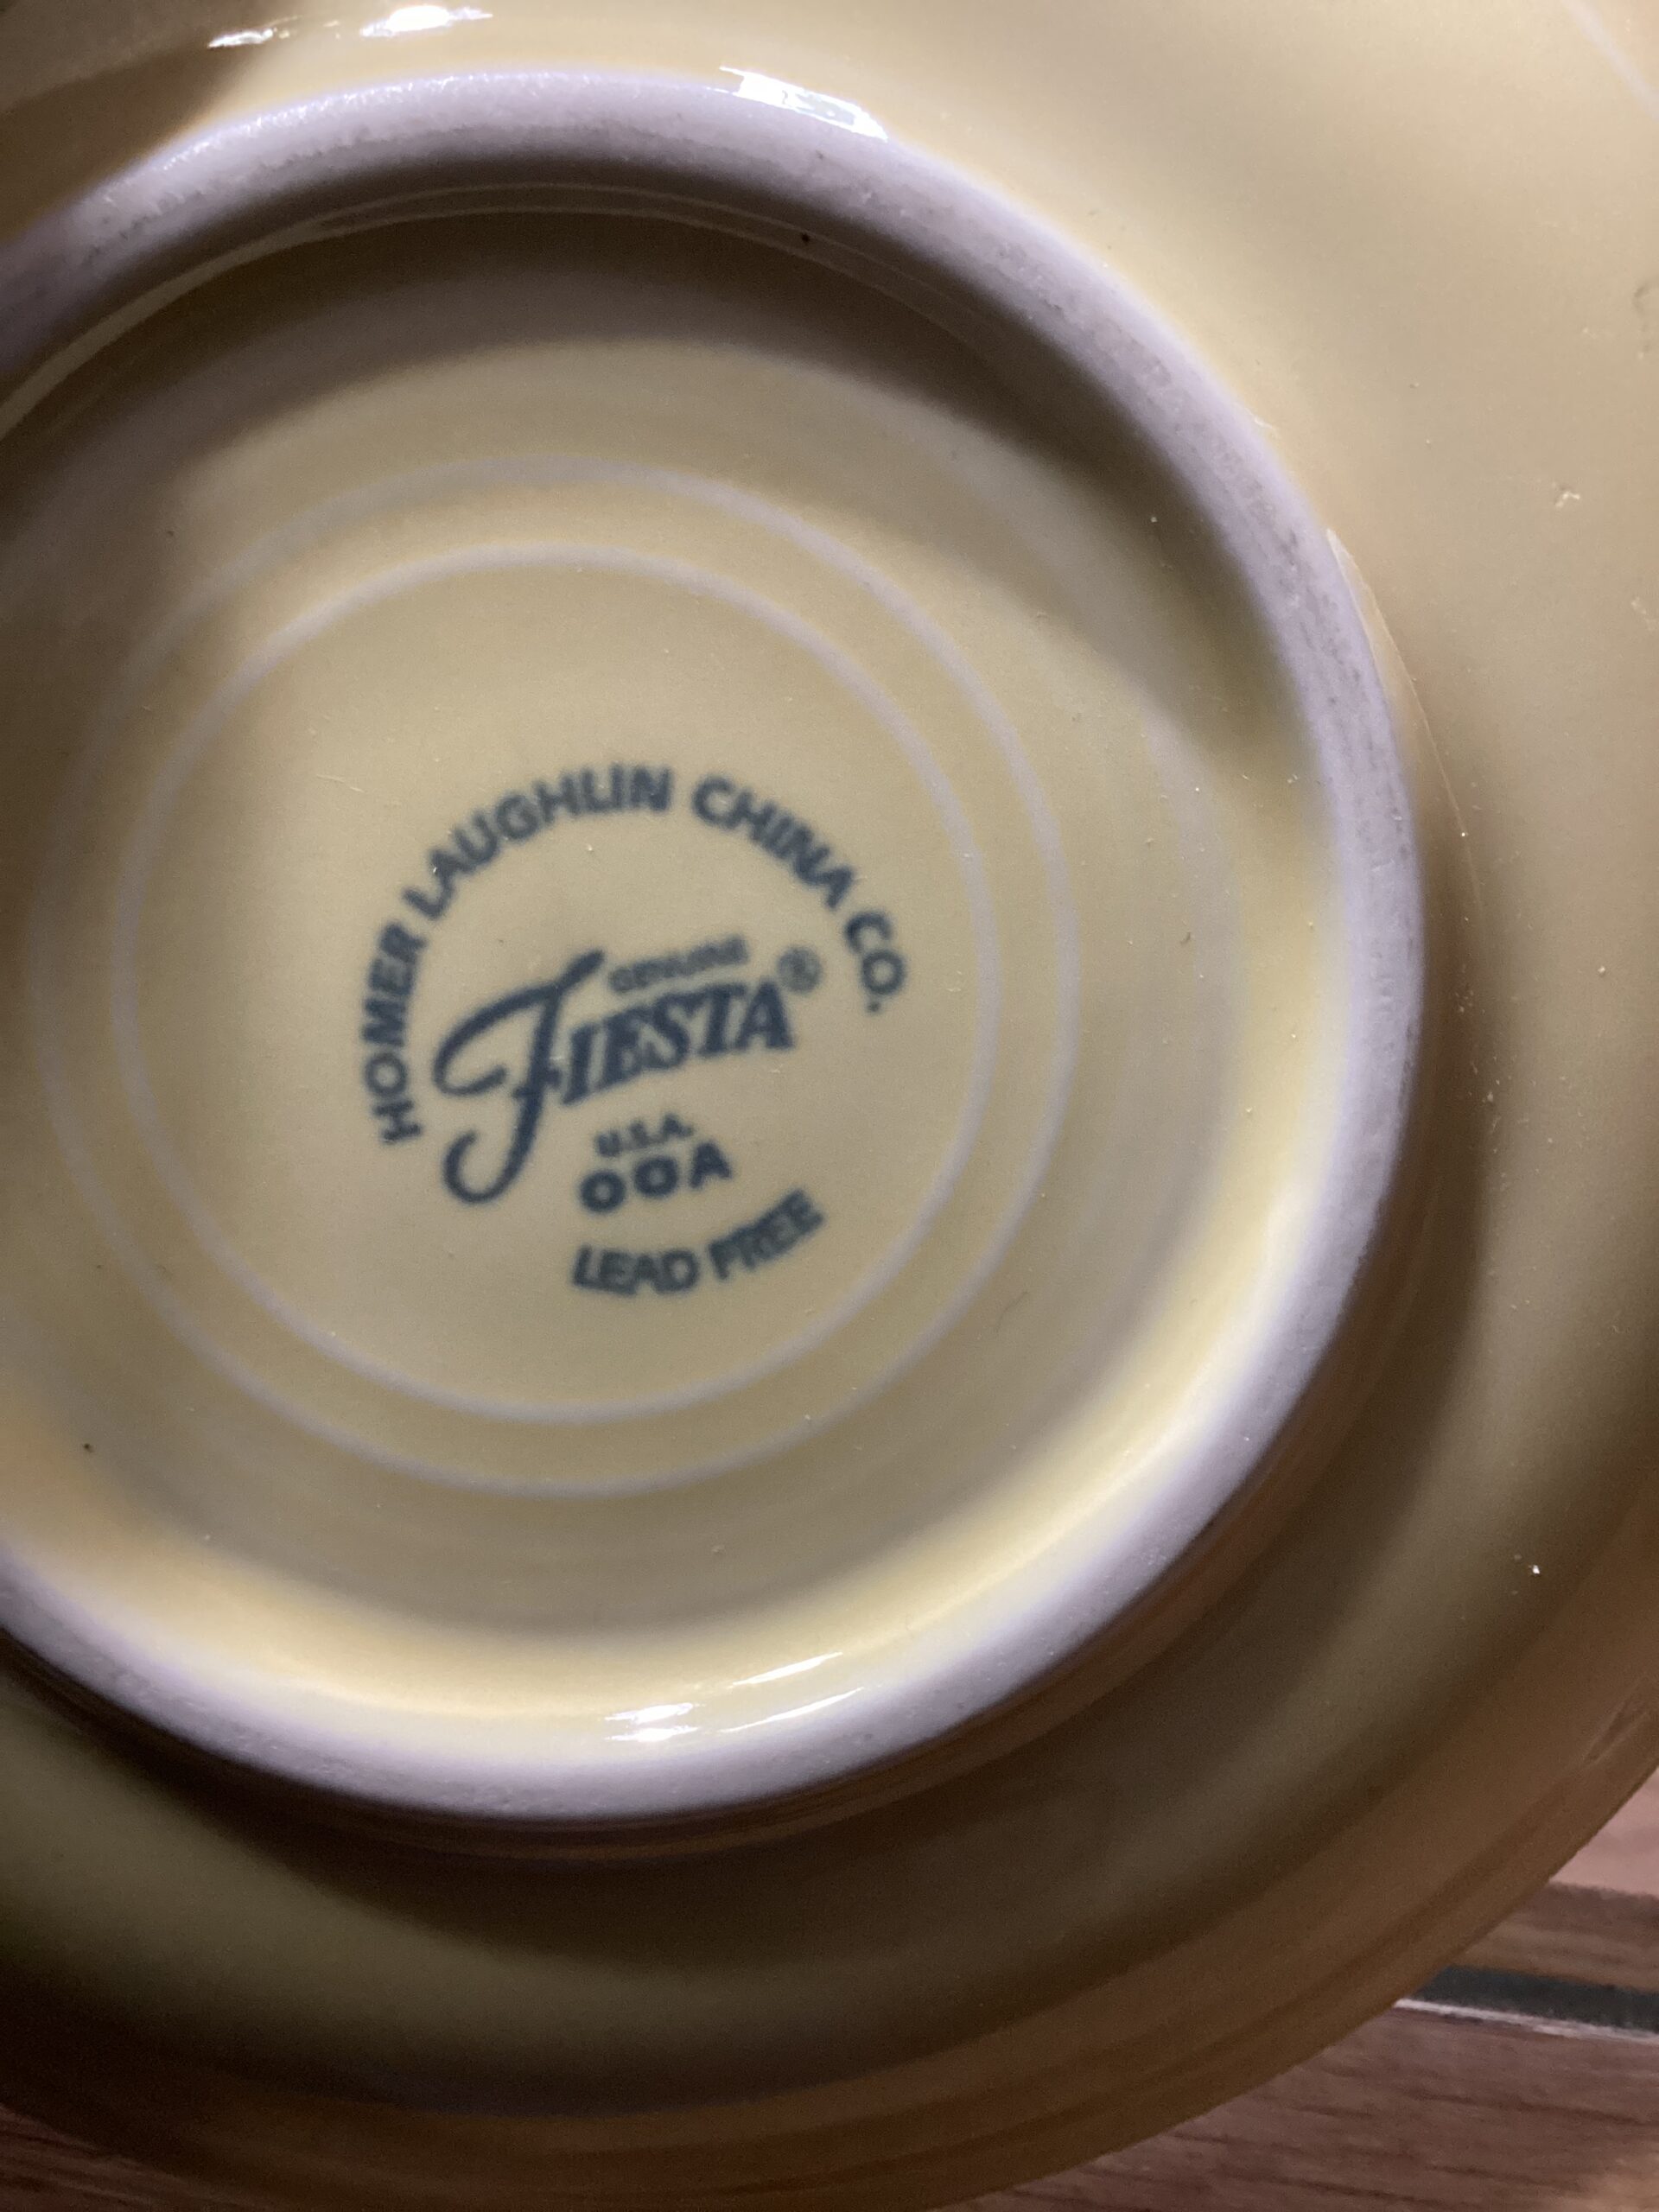 HOMER LAUGHLIN CHINA CO.
GENUINE
FIESTA®
U.S.A.
OOA
LEAD FREE